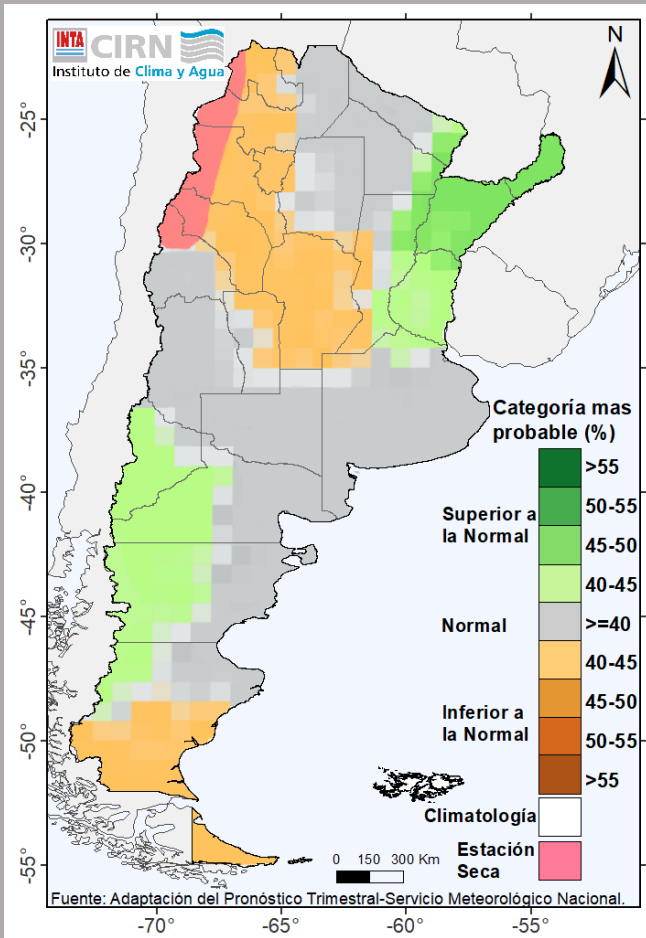 INTA CIRN
Instituto de Clima y Agua
N
25°
30°
35°
-40°
-45°
-50°
-55°
Categoría mas
probable (%)
>55
50-55
Superior a
la Normal
45-50
40-45
Normal
>=40
40-45
45-50
Inferior a
la Normal
50-55
>55
Climatología
Estación
Seca
0 150 300 Km
Fuente: Adaptación del Pronóstico Trimestral-Servicio Meteorológico Nacional.
-70° -65° -60° -55°